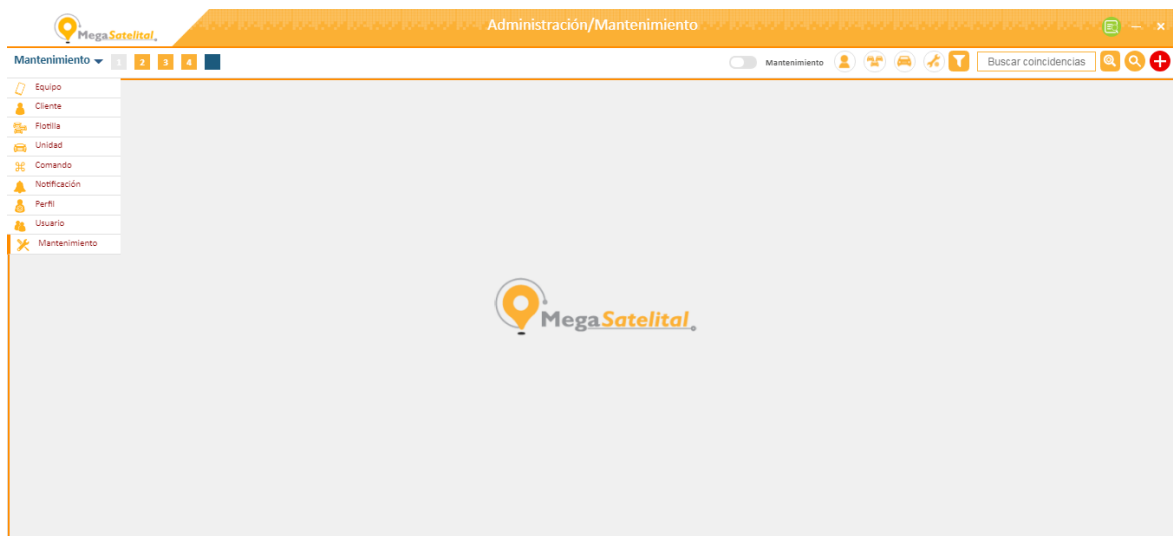 MegaSatelital
Administración/Mantenimiento
Mantenimiento
1
2
3
4
Mantenimiento
Buscar coincidencias
Equipo
Cliente
Flotilla
Unidad
Comando
Notificación
Perfil
Usuario
Mantenimiento
MegaSatelital